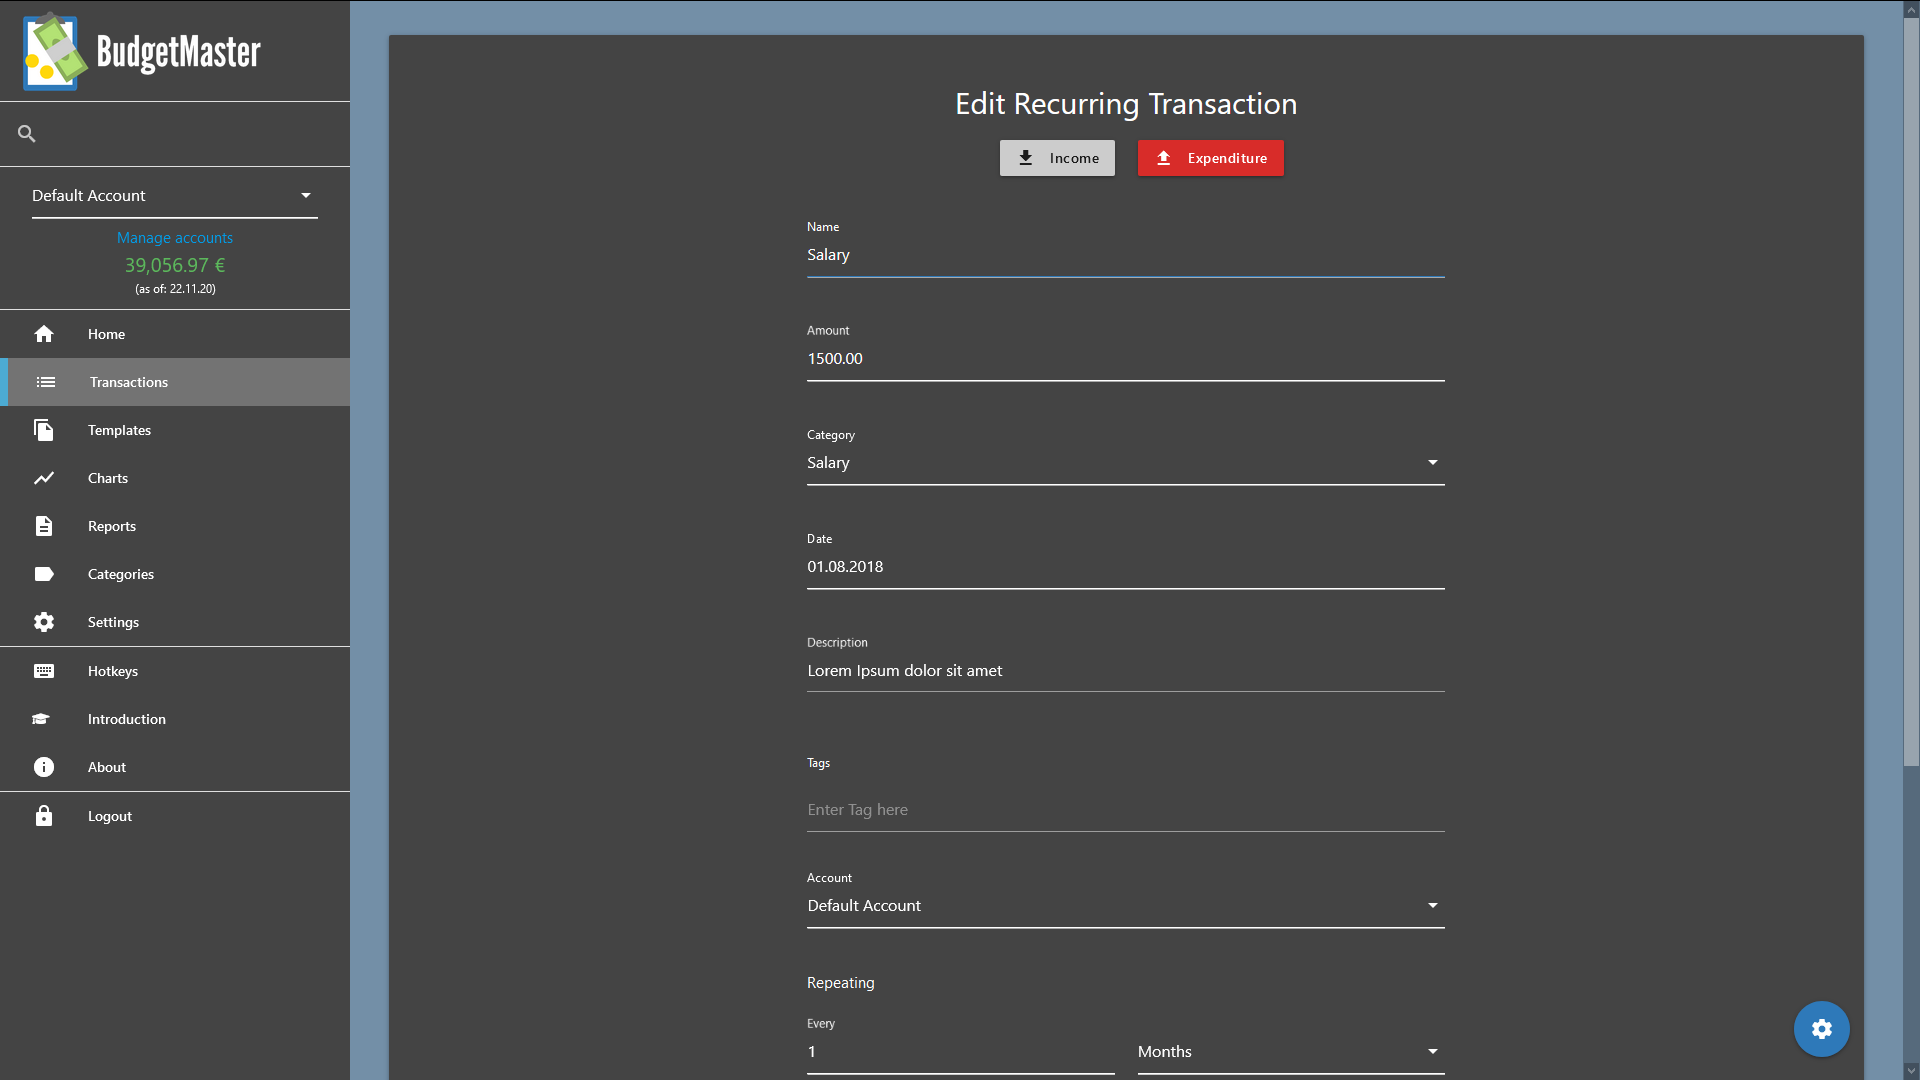 BudgetMaster
Default Account
Manage accounts
39,056.97 €
(as of: 22.11.20)
Home
Transactions
Templates
Charts
Reports
Categories
Settings
Hotkeys
Introduction
About
Logout
Edit Recurring Transaction
Income Expenditure
Name
Salary
Amount
1500.00
Category
Salary
Date
01.08.2018
Description
Lorem Ipsum dolor sit amet
Tags
Enter Tag here
Account
Default Account
Repeating
Every
1 Months